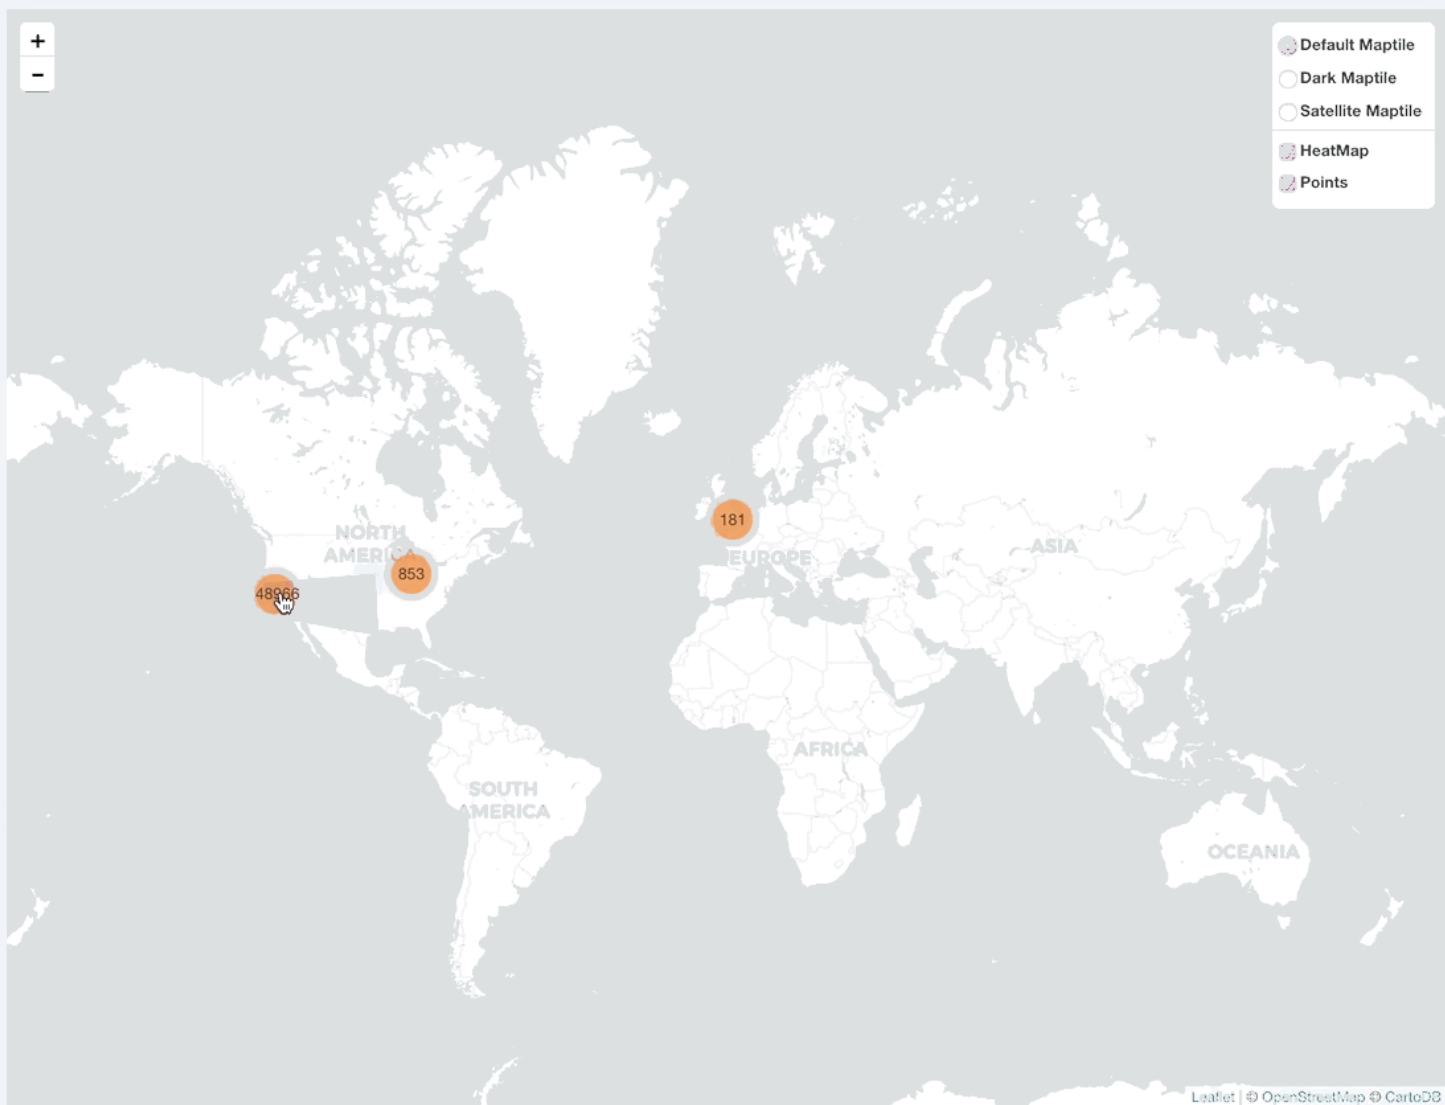 +
−
Default Maptile
Dark Maptile
Satellite Maptile
HeatMap
Points
NORTH
AMERICA
853
48966
181
EUROPE
ASIA
AFRICA
SOUTH
AMERICA
OCEANIA
Leaflet | © OpenStreetMap © CartoDB